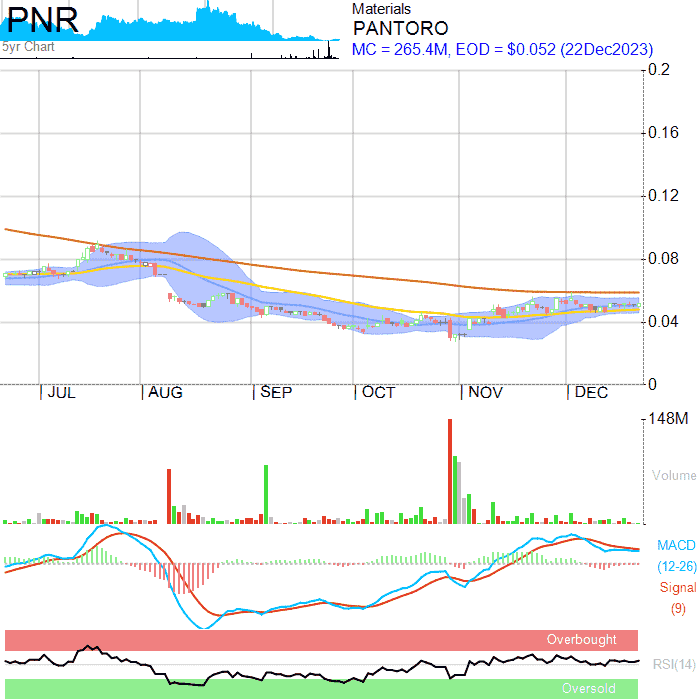 PNR
5yr Chart
Materials
PANTORO
MC = 265.4M, EOD = $0.052 (22Dec2023)
0.2
0.16
0.12
0.08
0.04
0
JUL AUG SEP OCT NOV DEC
148M
Volume
MACD
(12-26)
Signal
(9)
Overbought
RSI(14)
Oversold